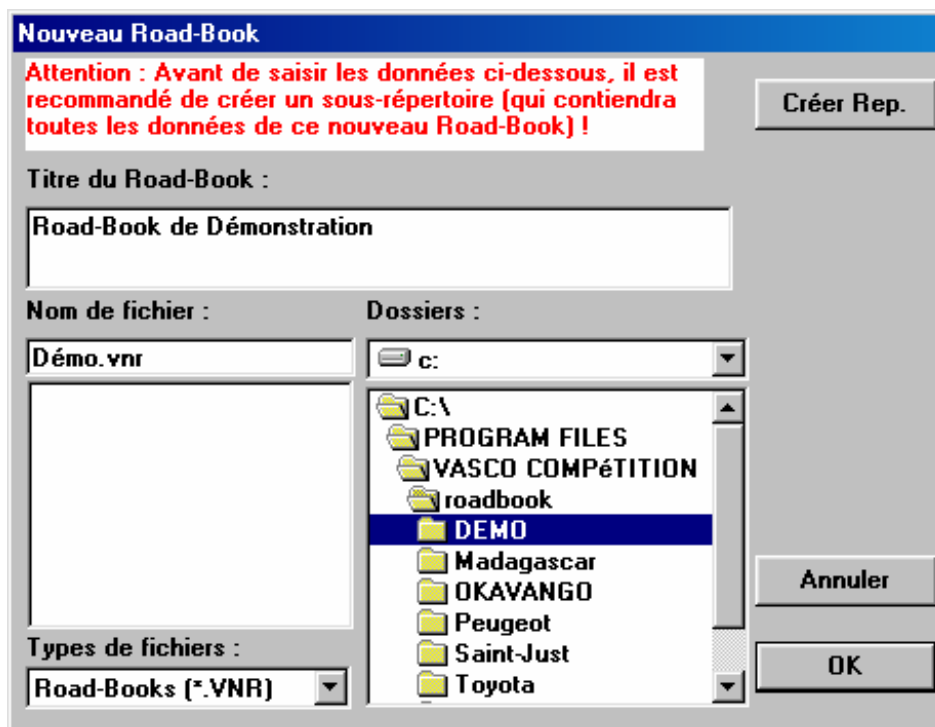 Nouveau Road-Book
Attention : Avant de saisir les données ci-dessous, il est
recommandé de créer un sous-répertoire (qui contiendra
toutes les données de ce nouveau Road-Book) !
Créer Rep.
Titre du Road-Book :
Road-Book de Démonstration
Nom de fichier :
Démo.vnr
Types de fichiers :
Road-Books (*.VNR)
Dossiers :
c:
C:\
PROGRAM FILES
VASCO COMPéTITION
roadbook
DEMO
Madagascar
OKAVANGO
Peugeot
Saint-Just
Toyota
Annuler
OK